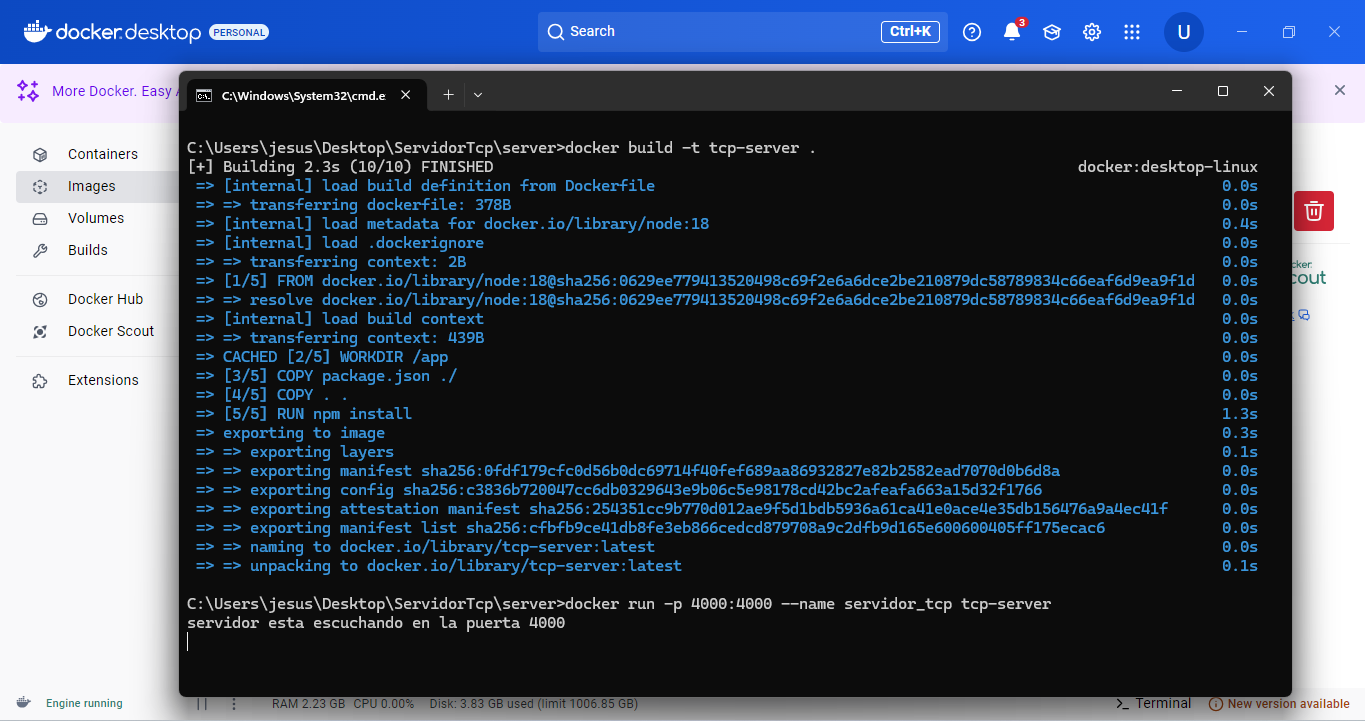 docker.desktop PERSONAL
Search
Ctrl+K
3
U
More Docker. Easy
C:\Windows\System32\cmd.e
Containers
Images
Volumes
Builds
Docker Hub
Docker Scout
Extensions
cker.
cout
C:\Users\jesus\Desktop\ServidorTcp\server>docker build -t tcp-server .
[+] Building 2.3s (10/10) FINISHED docker:desktop-linux
=> [internal] load build definition from Dockerfile 0.0s
=> => transferring dockerfile: 378B 0.0s
=> [internal] load metadata for docker.io/library/node:18 0.4s
=> [internal] load .dockerignore 0.0s
=> => transferring context: 2B 0.0s
=> [1/5] FROM docker.io/library/node:18@sha256:0629ee779413520498c69f2e6a6dce2be210879dc58789834c66eaf6d9ea9f1d 0.0s
=> => resolve docker.io/library/node:18@sha256:0629ee779413520498c69f2e6a6dce2be210879dc58789834c66eaf6d9ea9f1d 0.0s
=> [internal] load build context 0.0s
=> => transferring context: 439B 0.0s
=> CACHED [2/5] WORKDIR /app 0.0s
=> [3/5] COPY package.json ./ 0.0s
=> [4/5] COPY . . 0.0s
=> [5/5] RUN npm install 1.3s
=> exporting to image 0.3s
=> => exporting layers 0.1s
=> => exporting manifest sha256:0fdf179cfc0d56b0dc69714f40fef689aa86932827e82b2582ead7070d0b6d8a 0.0s
=> => exporting config sha256:c3836b720047cc6db0329643e9b06c5e98178cd42bc2afeafa663a15d32f1766 0.0s
=> => exporting attestation manifest sha256:254351cc9b770d012ae9f5d1bdb5936a61ca41e0ace4e35db156476a9a4ec41f 0.0s
=> => exporting manifest list sha256:cfbfb9ce41db8fe3eb866cedcd879708a9c2dfb9d165e600600405ff175ecac6 0.0s
=> => naming to docker.io/library/tcp-server:latest 0.0s
=> => unpacking to docker.io/library/tcp-server:latest 0.1s
C:\Users\jesus\Desktop\ServidorTcp\server>docker run -p 4000:4000 --name servidor_tcp tcp-server
servidor esta escuchando en la puerta 4000
Engine running
RAM 2.23 GB CPU 0.00% Disk: 3.83 GB used (limit 1006.85 GB)
Terminal
New version available